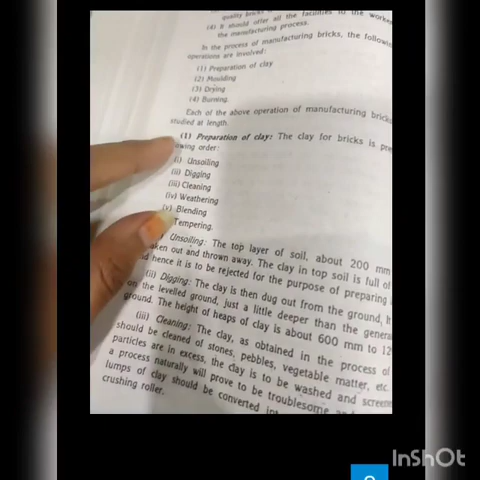 quality bricks
(4) It should offer all the facilities to the worke
the manufacturing process.
In the process of manufacturing bricks, the followin
operations are involved:
(1) Preparation of clay
(2) Moulding
(3) Drying
(4) Burning.
Each of the above operation of manufacturing bricks
studied at length.
(1) Preparation of clay: The clay for bricks is pre
lowing order:
(i) Unsoiling
(ii) Digging
(iii) Cleaning
(iv) Weathering
(v) Blending
Tempering.
Unsoiling: The top layer of soil, about 200 mm
aken out and thrown away. The clay in top soil is full of
d hence it is to be rejected for the purpose of preparing
(ii) Digging: The clay is then dug out from the ground, It
on the levelled ground, just a little deeper than the genera
ground. The height of heaps of clay is about 600 mm to 12
(iii) Cleaning: The clay, as obtained in the process of
should be cleaned of stones, pebbles, vegetable matter, etc.
particles are in excess, the clay is to be washed and screene
a process naturally will prove to be troublesome
lumps of clay should be converted
crushing roller.
InShOt